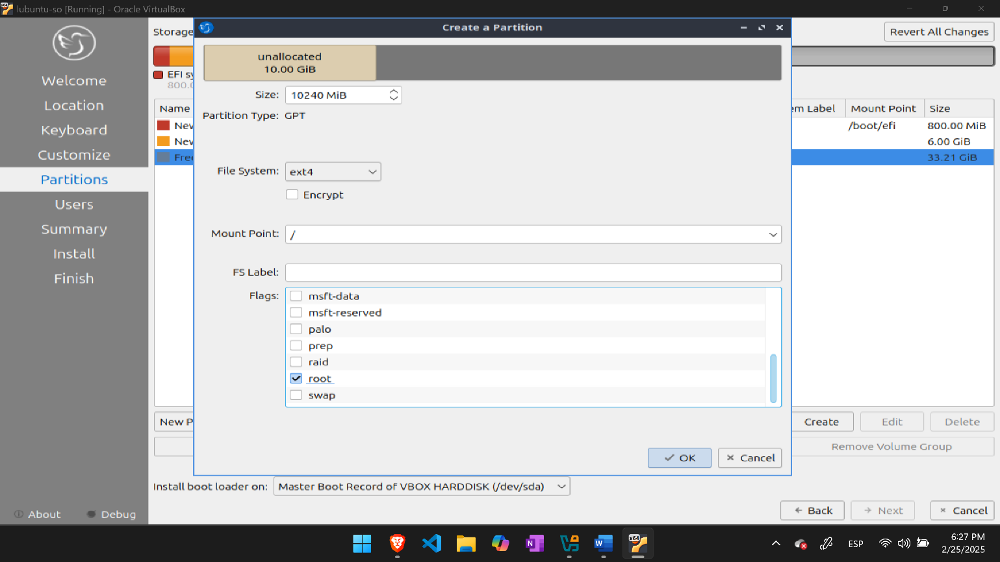 lubuntu-so [Running] - Oracle VirtualBox
Welcome
Location
Keyboard
Customize
Partitions
Users
Summary
Install
Finish
About
Debug
Storage
Revert All Changes
EFI sy
800.0
Name
em Label
Mount Point
Size
New
/boot/efi
800.00 MiB
New
6.00 GiB
Free
33.21 GiB
Create a Partition
unallocated
10.00 GiB
Size:
10240 MiB
Partition Type:
GPT
File System:
ext4
Encrypt
Mount Point:
/
FS Label:
Flags:
msft-data
msft-reserved
palo
prep
raid
root
swap
OK
Cancel
New P
Create
Edit
Delete
Remove Volume Group
Install boot loader on:
Master Boot Record of VBOX HARDDISK (/dev/sda)
Back
Next
Cancel
x64
ESP
6:27 PM
2/25/2025